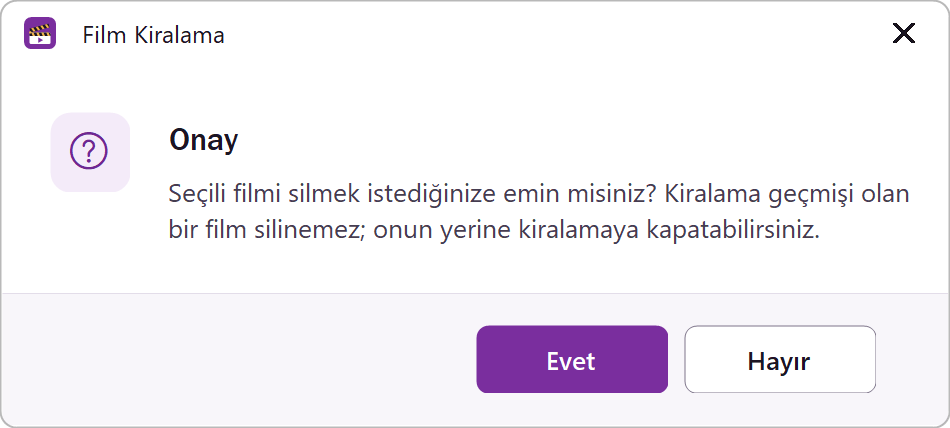 Film Kiralama
Onay
Seçili filmi silmek istediğinize emin misiniz? Kiralama geçmişi olan
bir film silinemez; onun yerine kiralamaya kapatabilirsiniz.
Evet
Hayır